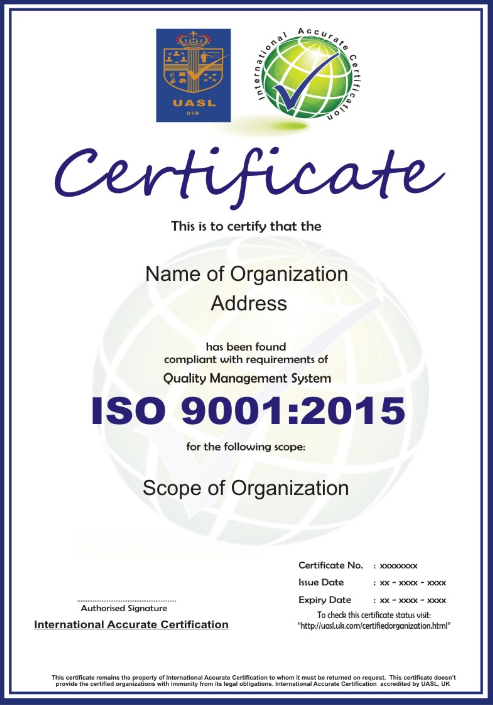 UASL
018
International Accurate Certification
Certificate
This is to certify that the
Name of Organization
Address
has been found
compliant with requirements of
Quality Management System
ISO 9001:2015
for the following scope:
Scope of Organization
Certificate No. : xxxxxxxx
Issue Date : xx - xxxx - xxxx
Expiry Date : xx - xxxx - xxxx
To check this certificate status visit:
"http://uasl.uk.com/certifiedorganization.html"
Authorised Signature
International Accurate Certification
This certificate remains the property of International Accurate Certification to whom it must be returned on request. This certificate doesn't
provide the certified organizations with immunity from its legal obligations. International Accurate Certification accredited by UASL, UK